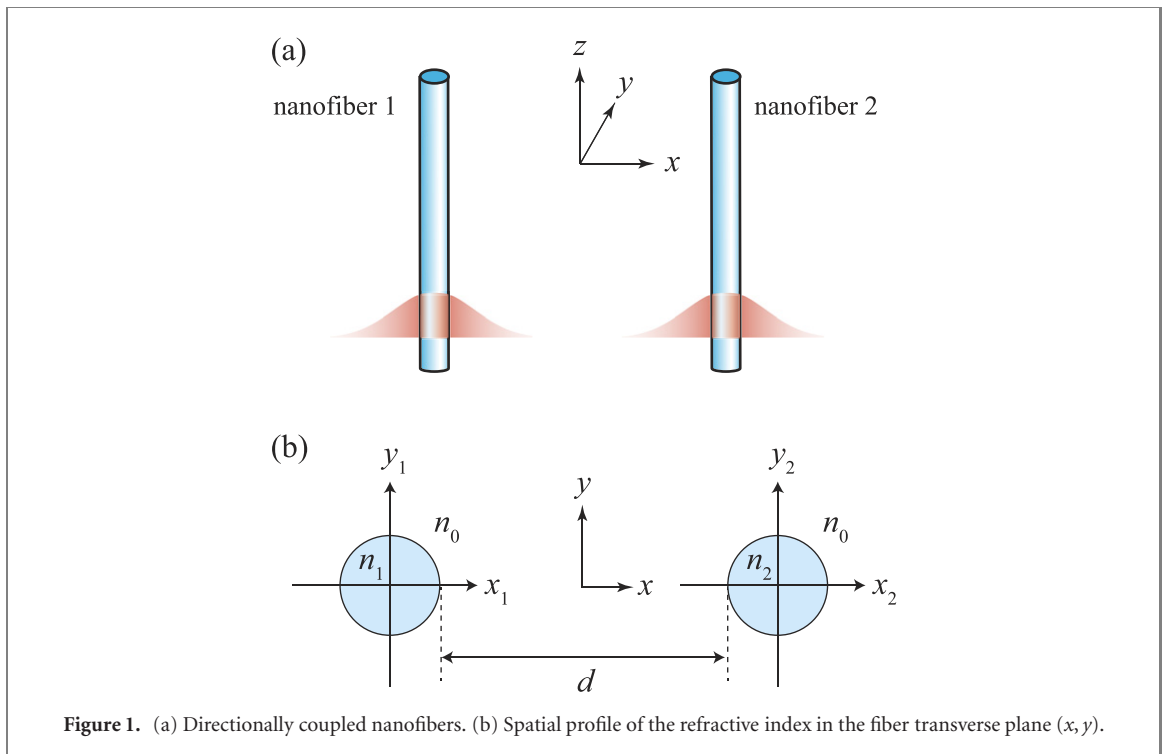 (a)
z
nanofiber 1
y
nanofiber 2
x
(b)
y₁
y
y₂
n₀
n₀
n₁
n₂
x₁
x
x₂
d
Figure 1. (a) Directionally coupled nanofibers. (b) Spatial profile of the refractive index in the fiber transverse plane (x, y).